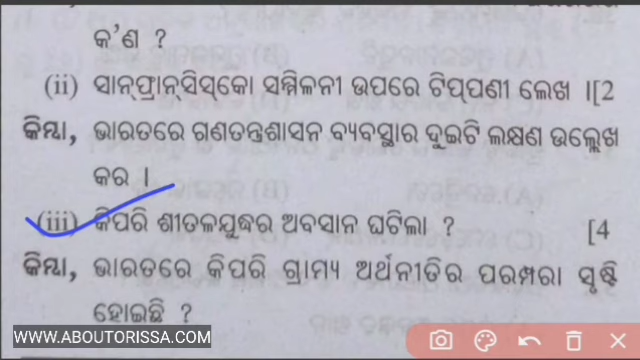 କ'ଣ ?
(ii) ସାନ୍‌ଫ୍ରାନ୍‌ସିସ୍‌କୋ ସମ୍ମିଳନୀ ଉପରେ ଟିପ୍‌ପଣୀ ଲେଖ ।[2
କିମ୍ବା, ଭାରତରେ ଗଣତନ୍ତ୍ରଶାସନ ବ୍ୟବସ୍ଥାର ଦୁଇଟି ଲକ୍ଷଣ ଉଲ୍ଲେଖ
କର ।
(iii) କିପରି ଶୀତଳଯୁଦ୍ଧର ଅବସାନ ଘଟିଲା ? [4
କିମ୍ବା, ଭାରତରେ କିପରି ଗ୍ରାମ୍ୟ ଅର୍ଥନୀତିର ପରମ୍ପରା ସୃଷ୍ଟି
ହୋଇଛି ?
WWW.ABOUTORISSA.COM